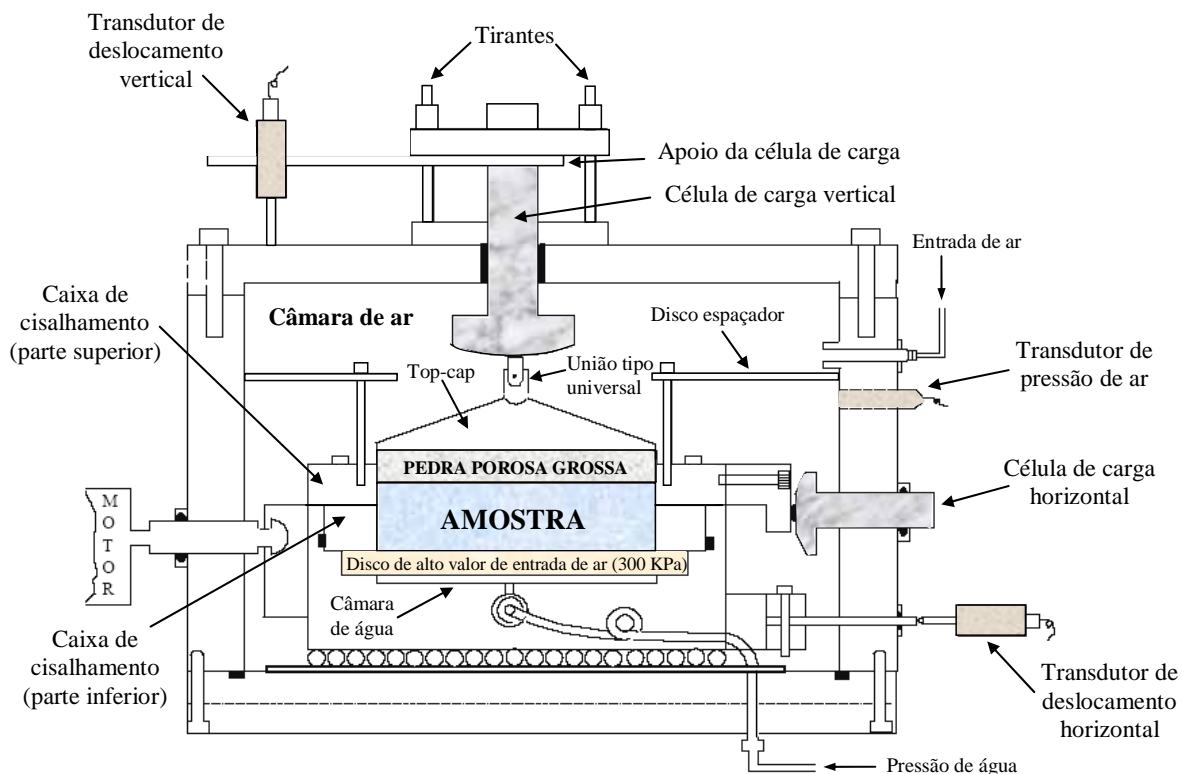 Transdutor de
deslocamento
vertical
Tirantes
Apoio da célula de carga
Célula de carga vertical
Entrada de ar
Caixa de
cisalhamento
(parte superior)
Câmara de ar
Disco espaçador
Transdutor de
pressão de ar
Top-cap
União tipo
universal
PEDRA POROSA GROSSA
Célula de carga
horizontal
MOTOR
AMOSTRA
Disco de alto valor de entrada de ar (300 KPa)
Câmara
de água
Caixa de
cisalhamento
(parte inferior)
Transdutor de
deslocamento
horizontal
Pressão de água